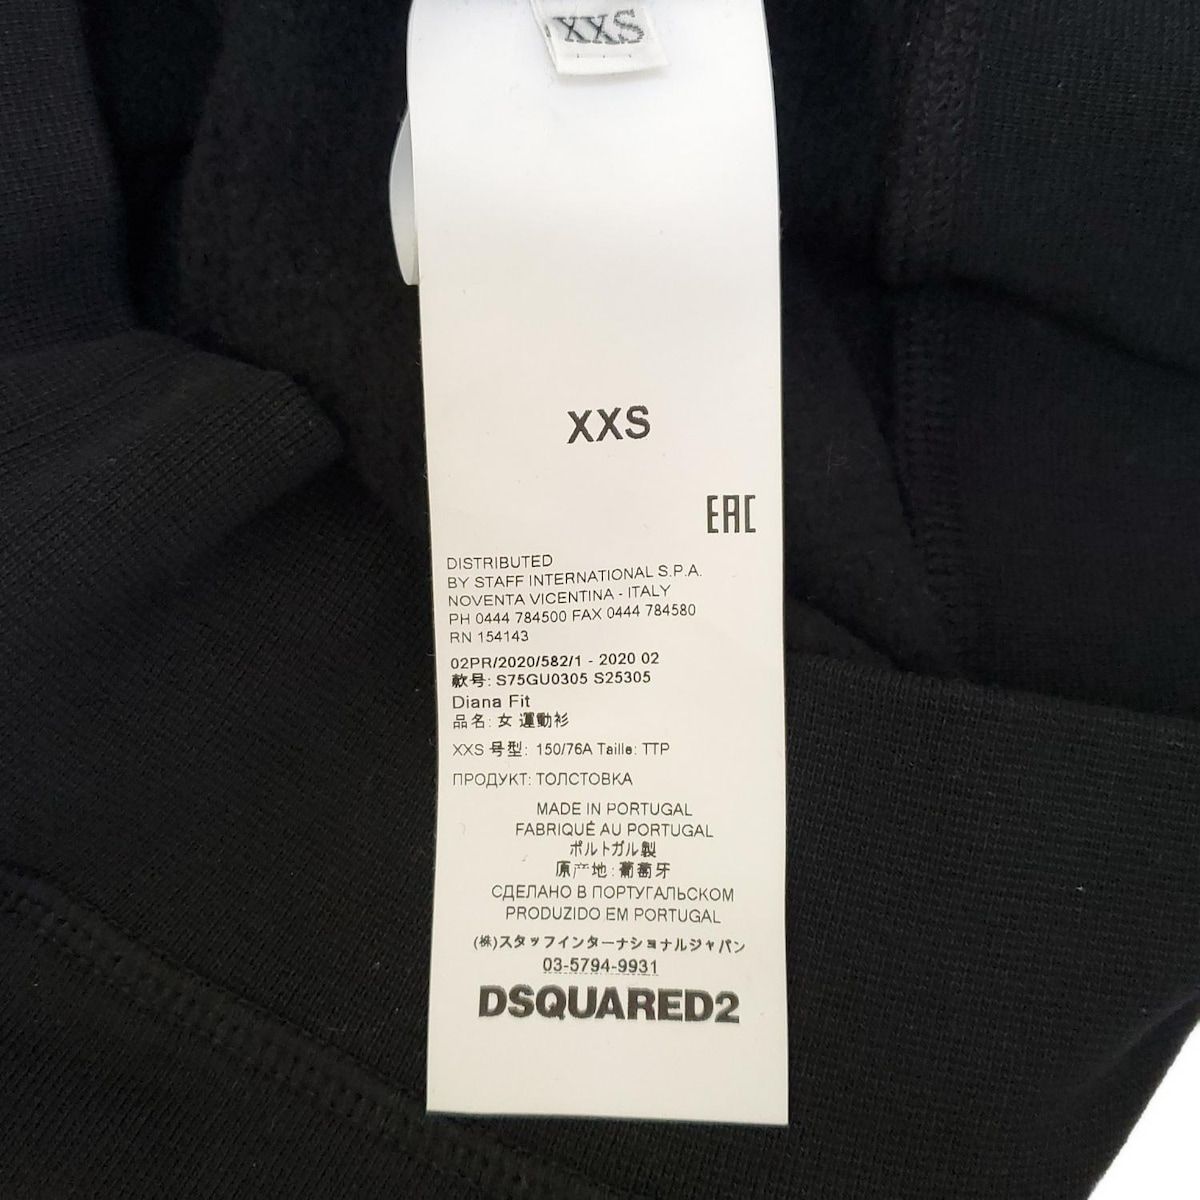 XXS
XXS
EAC
DISTRIBUTED
BY STAFF INTERNATIONAL S.P.A.
NOVENTA VICENTINA - ITALY
PH 0444 784500 FAX 0444 784580
RN 154143
02PR/2020/582/1 - 2020 02
款号: S75GU0305 S25305
Diana Fit
品名: 女 運動衫
XXS 号型: 150/76A Taille: TTP
ПРОДУКТ: ТОЛСТОВКА
MADE IN PORTUGAL
FABRIQUÉ AU PORTUGAL
ポルトガル製
原产地: 葡萄牙
СДЕЛАНО В ПОРТУГАЛЬСКОМ
PRODUZIDO EM PORTUGAL
(株)スタッフインターナショナルジャパン
03-5794-9931
DSQUARED2